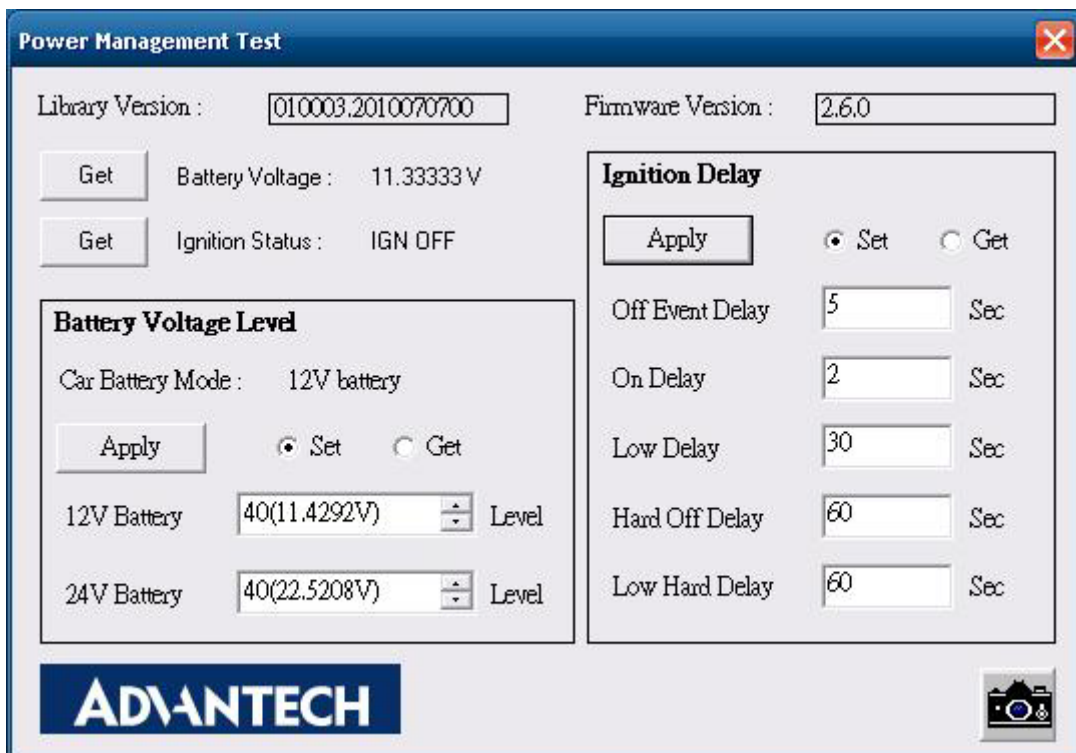 Power Management Test
Library Version : 010003.2010070700
Firmware Version : 2.6.0
Get Battery Voltage : 11.33333 V
Get Ignition Status : IGN OFF
Battery Voltage Level
Car Battery Mode : 12V battery
Apply Set Get
12V Battery 40(11.4292V) Level
24V Battery 40(22.5208V) Level
Ignition Delay
Apply Set Get
Off Event Delay 5 Sec
On Delay 2 Sec
Low Delay 30 Sec
Hard Off Delay 60 Sec
Low Hard Delay 60 Sec
ADVANTECH